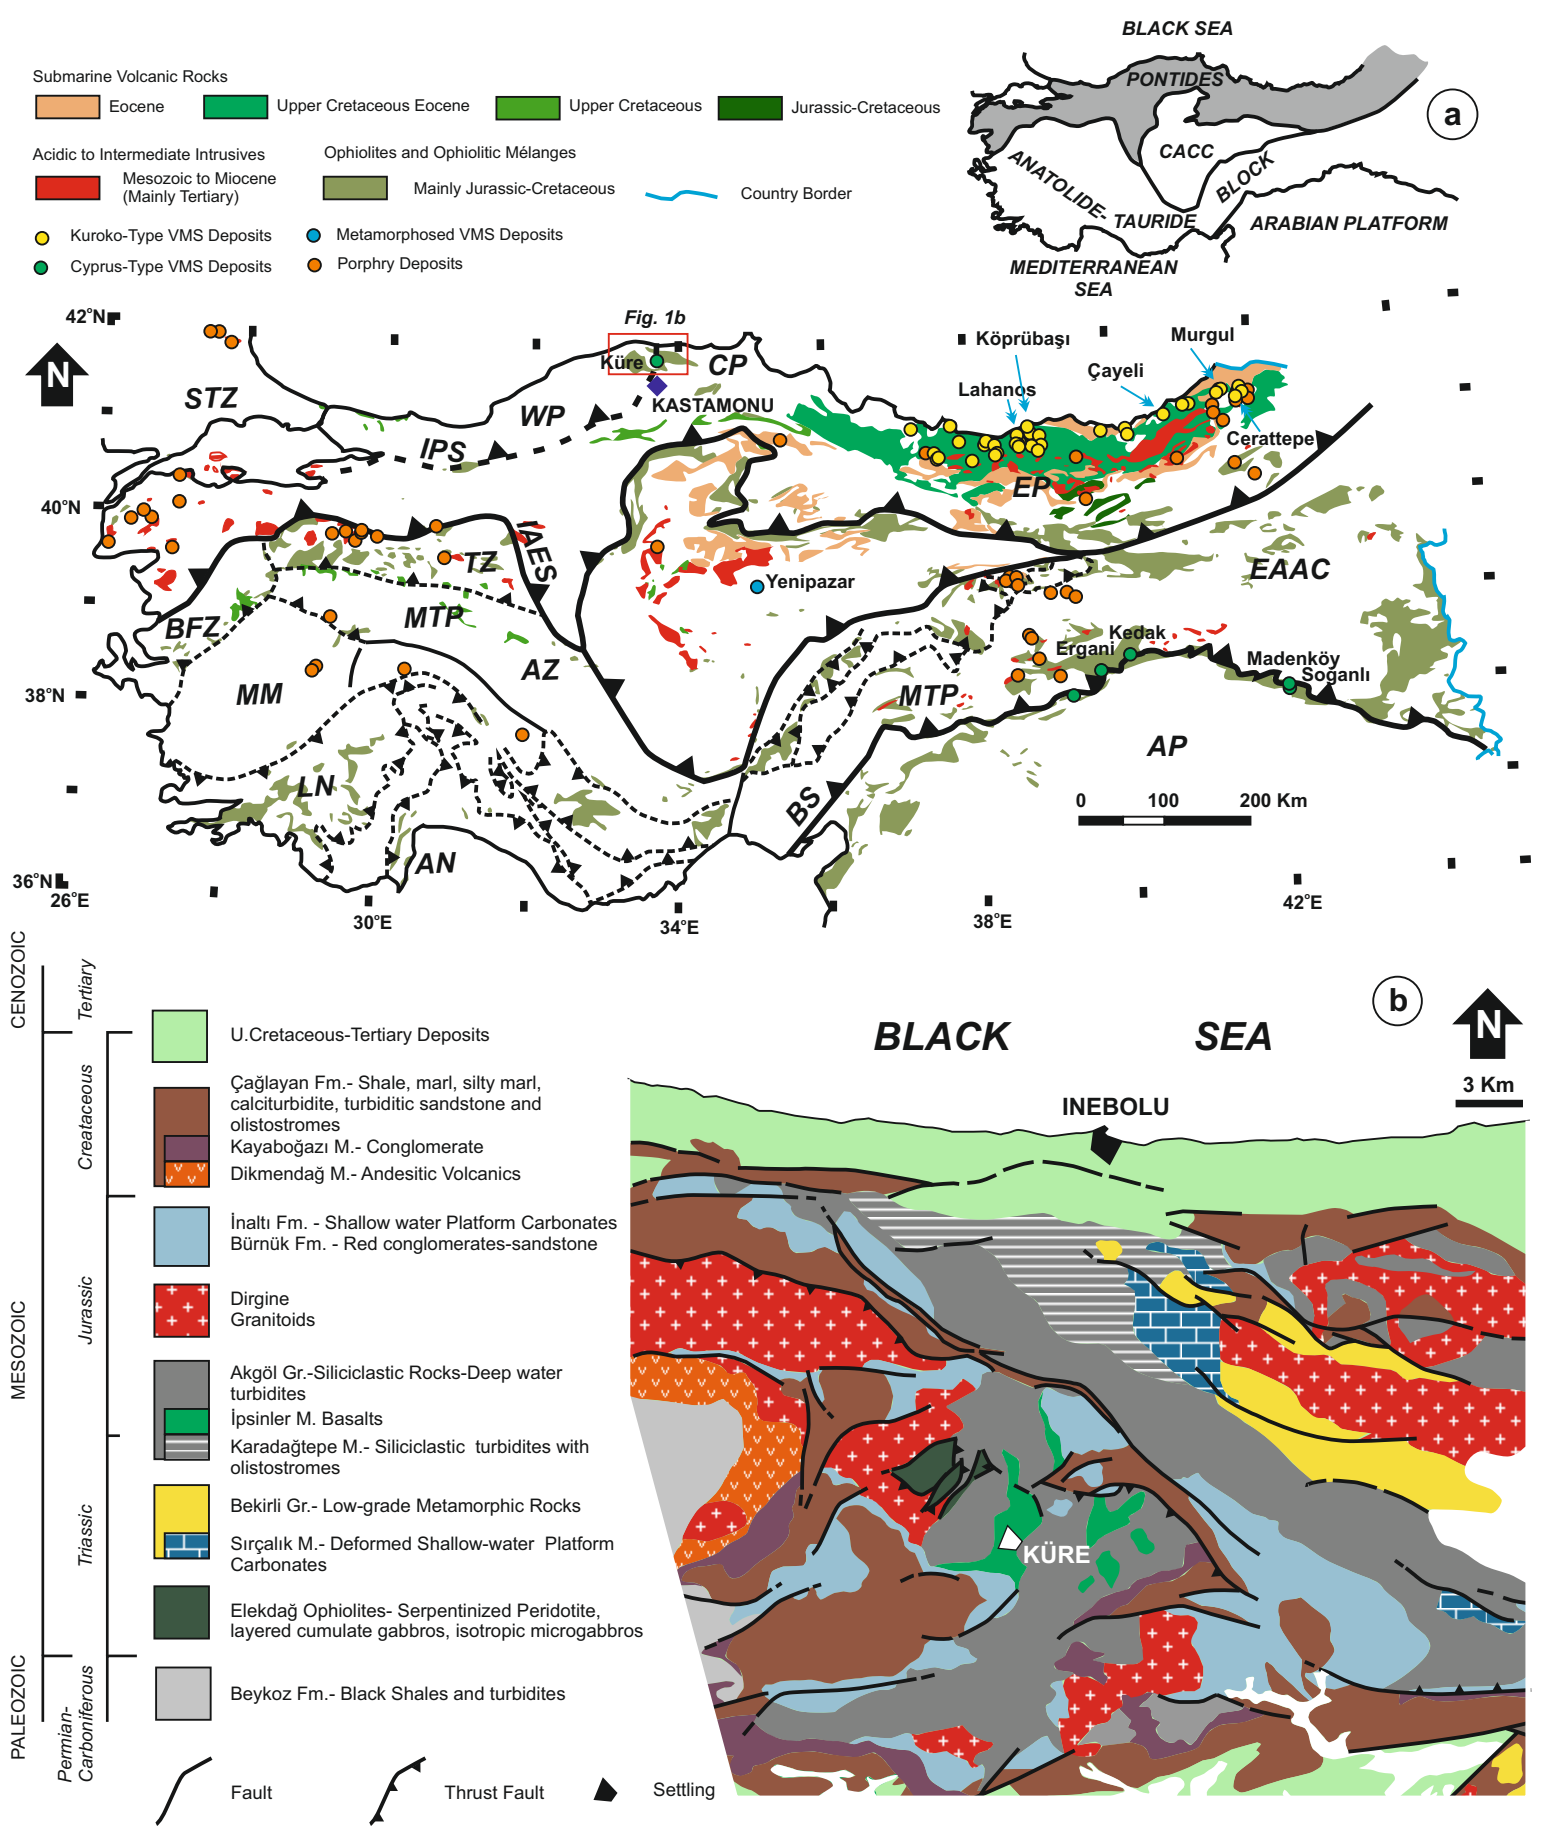 BLACK SEA
PONTIDES
CACC
ANATOLIDE-
TAURIDE
BLOCK
ARABIAN PLATFORM
MEDITERRANEAN
SEA
a
Submarine Volcanic Rocks
Eocene
Upper Cretaceous Eocene
Upper Cretaceous
Jurassic-Cretaceous
Acidic to Intermediate Intrusives
Ophiolites and Ophiolitic Mélanges
Mesozoic to Miocene
(Mainly Tertiary)
Mainly Jurassic-Cretaceous
Country Border
Kuroko-Type VMS Deposits
Metamorphosed VMS Deposits
Cyprus-Type VMS Deposits
Porphry Deposits
42°N
N
Fig. 1b
Küre
CP
KASTAMONU
Köprübaşı
Murgul
Çayeli
Lahanos
Cerattepe
STZ
WP
IPS
EP
40°N
IAES
TZ
EAAC
Yenipazar
BFZ
MTP
Kedak
Ergani
Madenköy
Soğanlı
AZ
MM
MTP
38°N
AP
LN
BS
0 100 200 Km
AN
36°N
26°E
30°E
34°E
38°E
42°E
CENOZOIC
Tertiary
b
BLACK SEA
N
3 Km
INEBOLU
KÜRE
U.Cretaceous-Tertiary Deposits
Creataceous
Çağlayan Fm.- Shale, marl, silty marl,
calciturbidite, turbiditic sandstone and
olistostromes
Kayaboğazı M.- Conglomerate
Dikmendağ M.- Andesitic Volcanics
MESOZOIC
Jurassic
İnaltı Fm. - Shallow water Platform Carbonates
Bürnük Fm. - Red conglomerates-sandstone
Dirgine
Granitoids
Akgöl Gr.-Siliciclastic Rocks-Deep water
turbidites
İpsinler M. Basalts
Karadağtepe M.- Siliciclastic turbidites with
olistostromes
Triassic
Bekirli Gr.- Low-grade Metamorphic Rocks
Sırçalık M.- Deformed Shallow-water Platform
Carbonates
Elekdağ Ophiolites- Serpentinized Peridotite,
layered cumulate gabbros, isotropic microgabbros
PALEOZOIC
Permian-
Carboniferous
Beykoz Fm.- Black Shales and turbidites
Fault
Thrust Fault
Settling